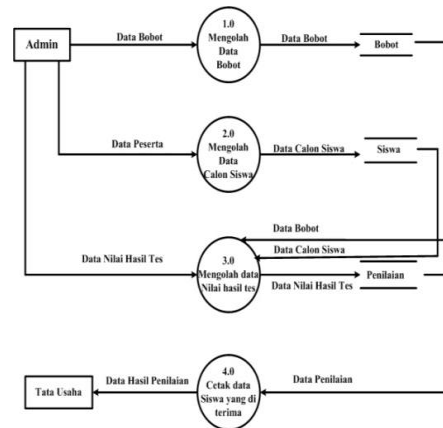 Admin
Data Bobot
1.0
Mengolah
Data
Bobot
Data Bobot
Bobot
Data Peserta
2.0
Mengolah
Data
Calon Siswa
Data Calon Siswa
Siswa
Data Bobot
Data Calon Siswa
Data Nilai Hasil Tes
3.0
Mengolah data
Nilai hasil tes
Data Nilai Hasil Tes
Penilaian
Tata Usaha
Data Hasil Penilaian
4.0
Cetak data
Siswa yang di
terima
Data Penilaian